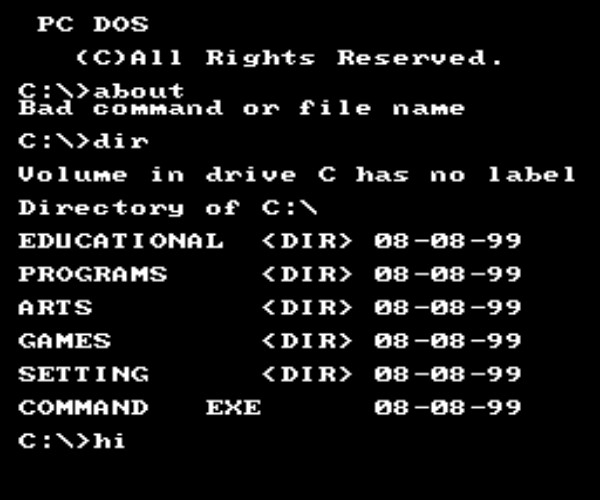 PC DOS
(C)All Rights Reserved.
C:\>about
Bad command or file name
C:\>dir
Volume in drive C has no label
Directory of C:\
EDUCATIONAL <DIR> 08-08-99
PROGRAMS <DIR> 08-08-99
ARTS <DIR> 08-08-99
GAMES <DIR> 08-08-99
SETTING <DIR> 08-08-99
COMMAND EXE 08-08-99
C:\>hi